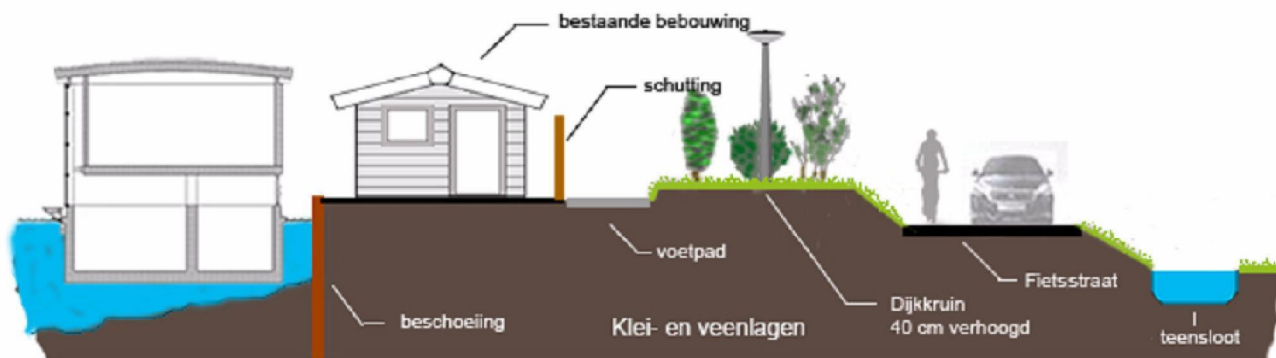 bestaande bebouwing
schutting
voetpad
Fietsstraat
beschoeiing
Klei- en veenlagen
Dijkkruin
40 cm verhoogd
teensloot